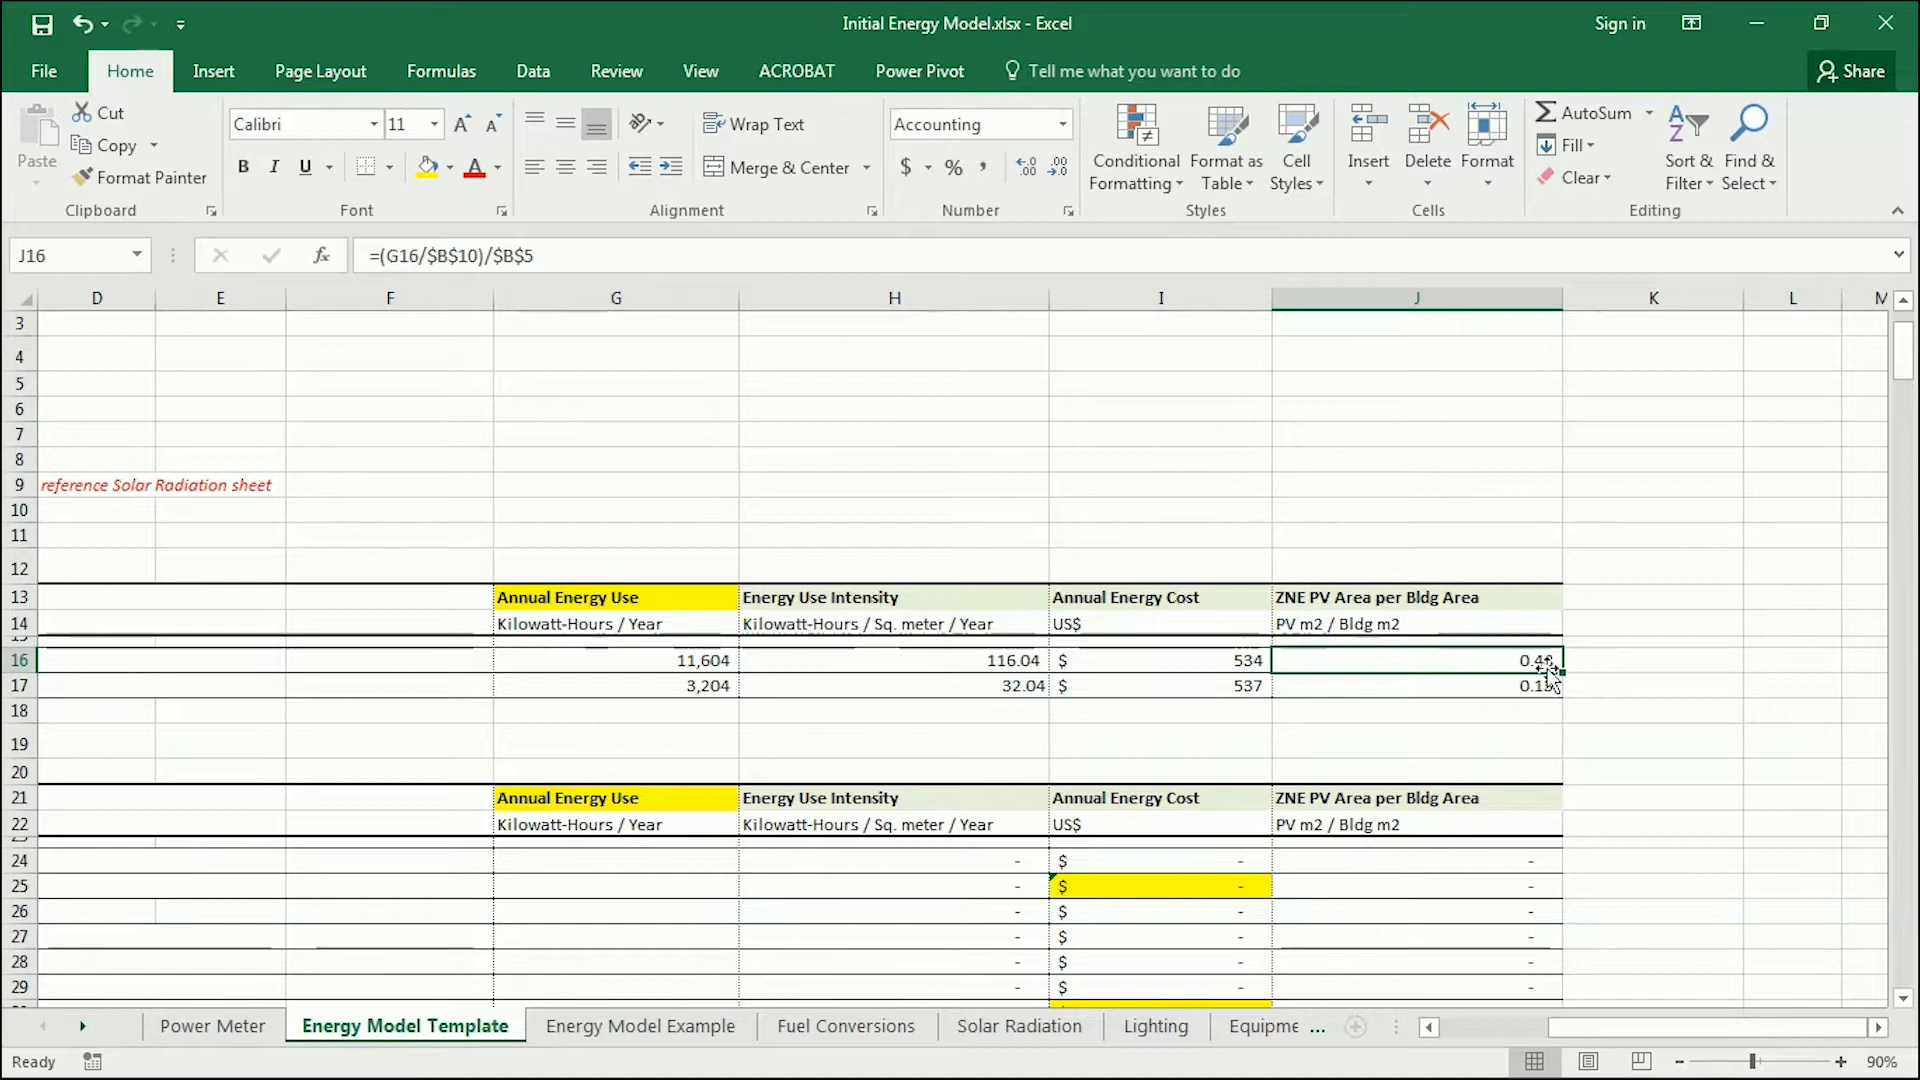 Initial Energy Model.xlsx - Excel
Sign in
File Home Insert Page Layout Formulas Data Review View ACROBAT Power Pivot Tell me what you want to do Share
Paste
Cut
Copy
Format Painter
Clipboard
Calibri 11
B I U
Font
Wrap Text
Merge & Center
Alignment
Accounting
$ % ,
Number
Conditional Formatting
Format as Table
Cell Styles
Styles
Insert Delete Format
Cells
AutoSum
Fill
Clear
Sort & Filter
Find & Select
Editing
J16 fx =(G16/$B$10)/$B$5
D E F G H I J K L M
3
4
5
6
7
8
9 reference Solar Radiation sheet
10
11
12
13 Annual Energy Use Energy Use Intensity Annual Energy Cost ZNE PV Area per Bldg Area
14 Kilowatt-Hours / Year Kilowatt-Hours / Sq. meter / Year US$ PV m2 / Bldg m2
16 11,604 116.04 $ 534
17 3,204 32.04 $ 537
18
19
20
21 Annual Energy Use Energy Use Intensity Annual Energy Cost ZNE PV Area per Bldg Area
22 Kilowatt-Hours / Year Kilowatt-Hours / Sq. meter / Year US$ PV m2 / Bldg m2
24 - $ - -
25 - $ - -
26 - $ - -
27 - $ - -
28 - $ - -
29 - $ - -
Power Meter Energy Model Template Energy Model Example Fuel Conversions Solar Radiation Lighting Equipme ...
Ready 90%